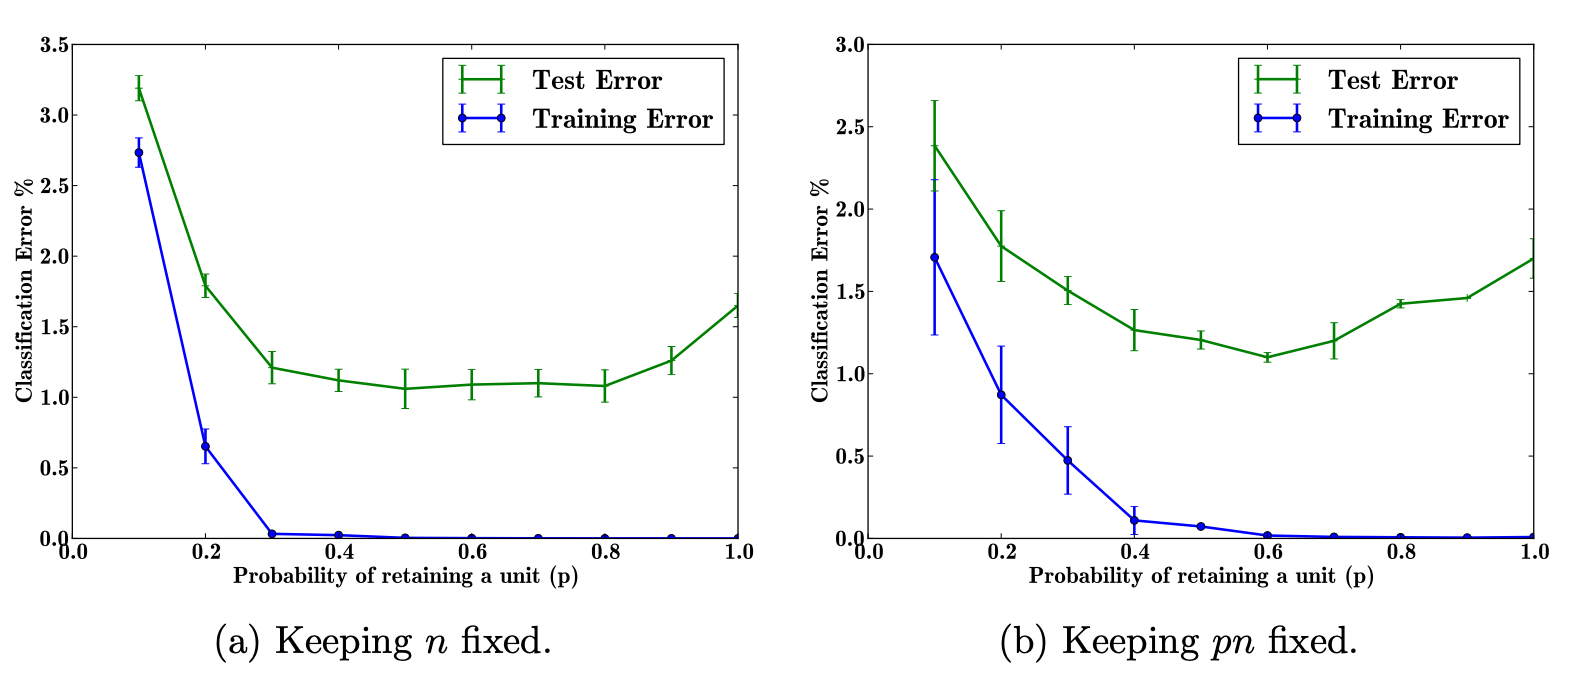 3.5
3.0
2.5
2.0
1.5
1.0
0.5
0.0
0.0 0.2 0.4 0.6 0.8 1.0
Classification Error %
Probability of retaining a unit (p)
Test Error
Training Error
(a) Keeping n fixed.
3.0
2.5
2.0
1.5
1.0
0.5
0.0
0.0 0.2 0.4 0.6 0.8 1.0
Classification Error %
Probability of retaining a unit (p)
Test Error
Training Error
(b) Keeping pn fixed.